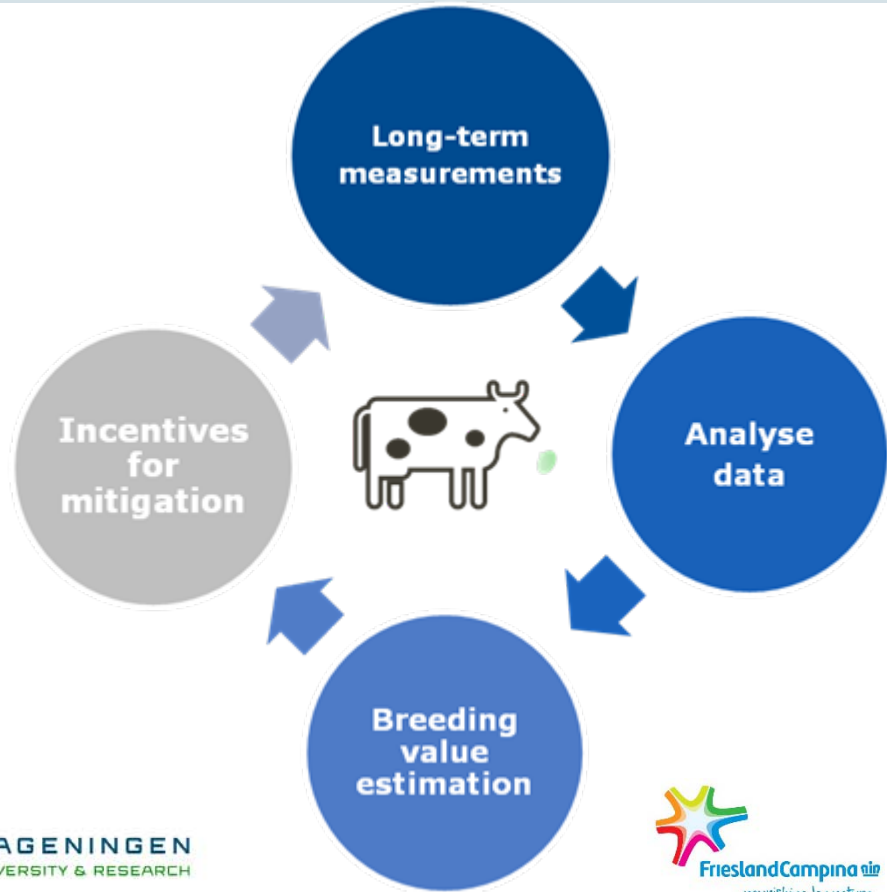 Long-term
measurements
Analyse
data
Incentives
for
mitigation
Breeding
value
estimation
AGENINGEN
VERSITY & RESEARCH
FrieslandCampina